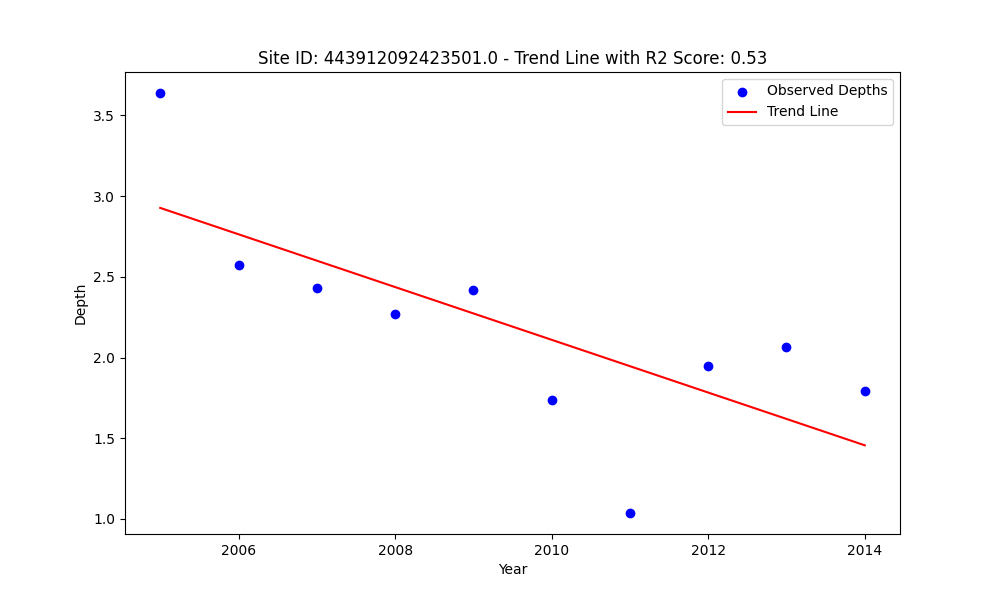 Site ID: 443912092423501.0 - Trend Line with R2 Score: 0.53
Observed Depths
Trend Line
3.5
3.0
2.5
2.0
1.5
1.0
Depth
2006
2008
2010
2012
2014
Year